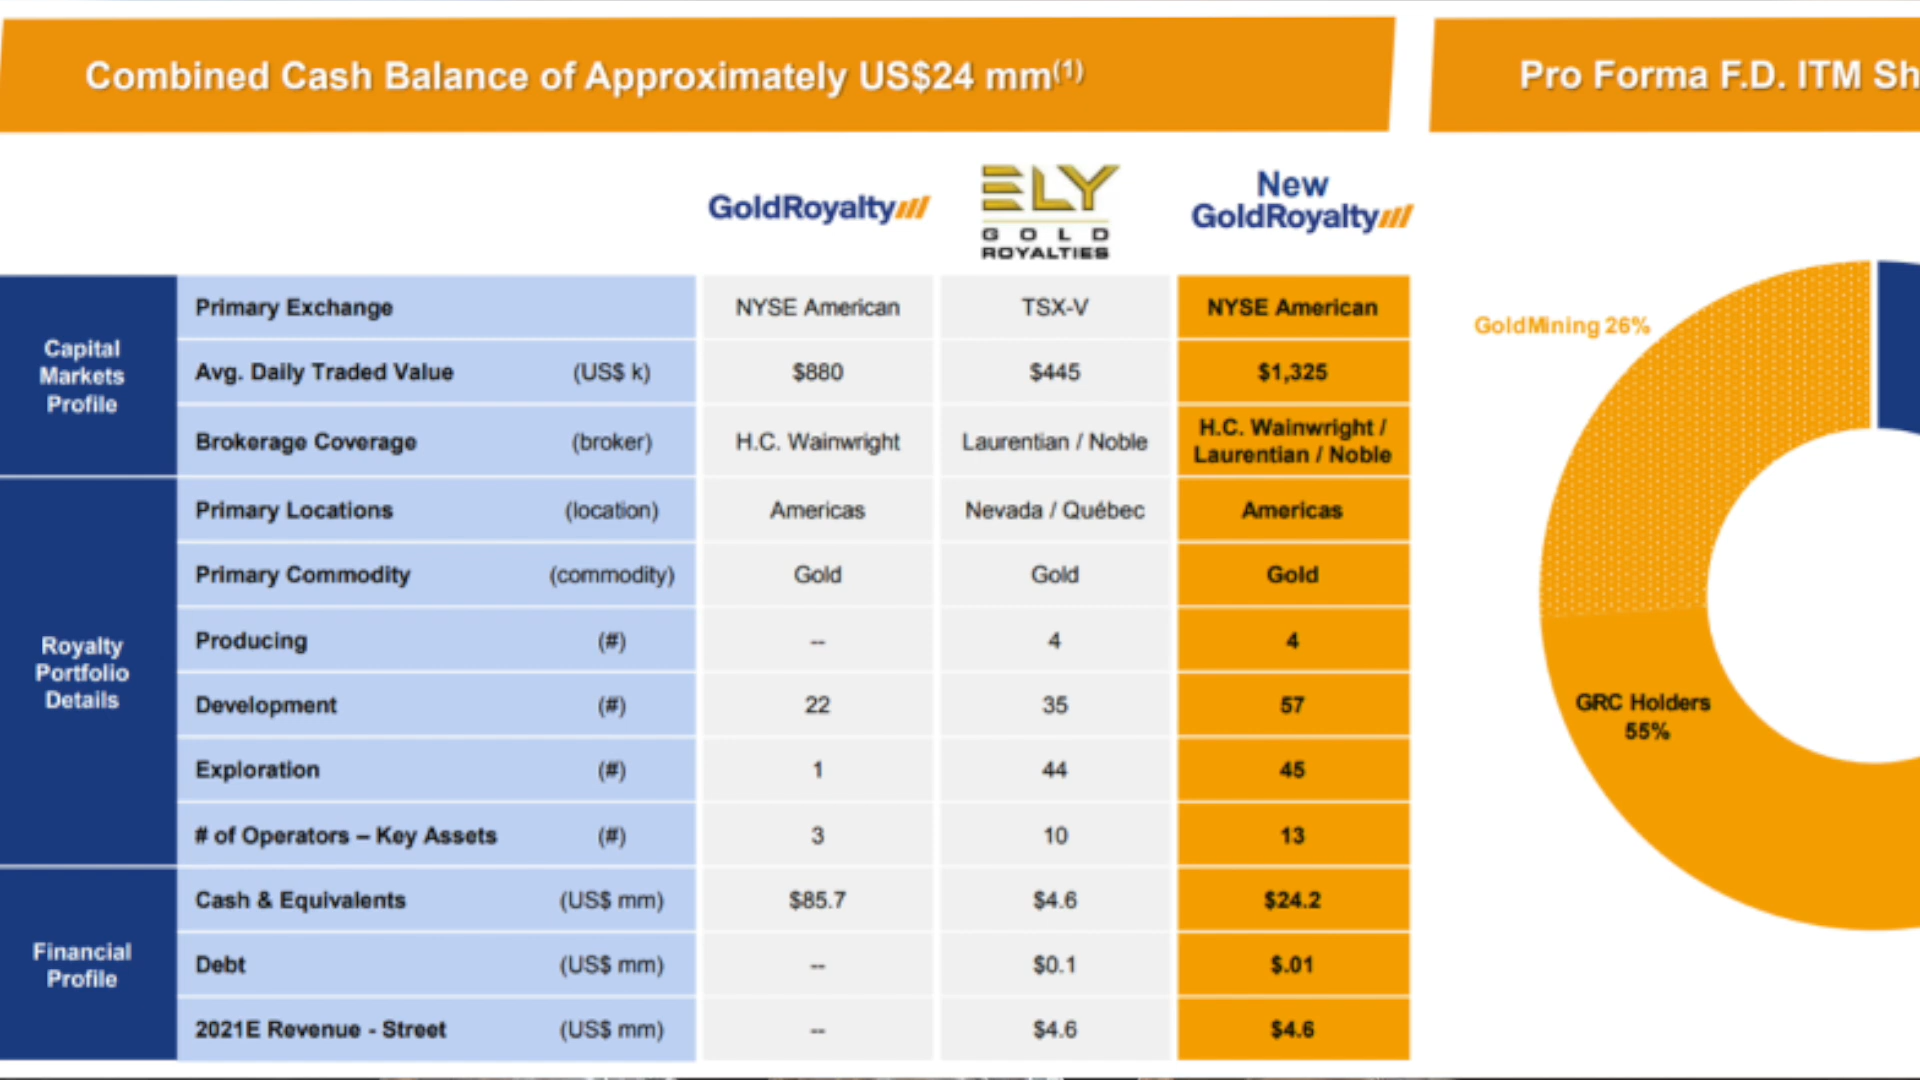 Combined Cash Balance of Approximately US$24 mm(1)
Pro Forma F.D. ITM Sh
GoldRoyalty
ELY
GOLD
ROYALTIES
New
GoldRoyalty
Capital
Markets
Profile
Primary Exchange NYSE American TSX-V NYSE American
Avg. Daily Traded Value (US$ k) $880 $445 $1,325
Brokerage Coverage (broker) H.C. Wainwright Laurentian / Noble H.C. Wainwright /
Laurentian / Noble
Royalty
Portfolio
Details
Primary Locations (location) Americas Nevada / Québec Americas
Primary Commodity (commodity) Gold Gold Gold
Producing (#) -- 4 4
Development (#) 22 35 57
Exploration (#) 1 44 45
# of Operators – Key Assets (#) 3 10 13
Financial
Profile
Cash & Equivalents (US$ mm) $85.7 $4.6 $24.2
Debt (US$ mm) -- $0.1 $.01
2021E Revenue - Street (US$ mm) -- $4.6 $4.6
GoldMining 26%
GRC Holders
55%